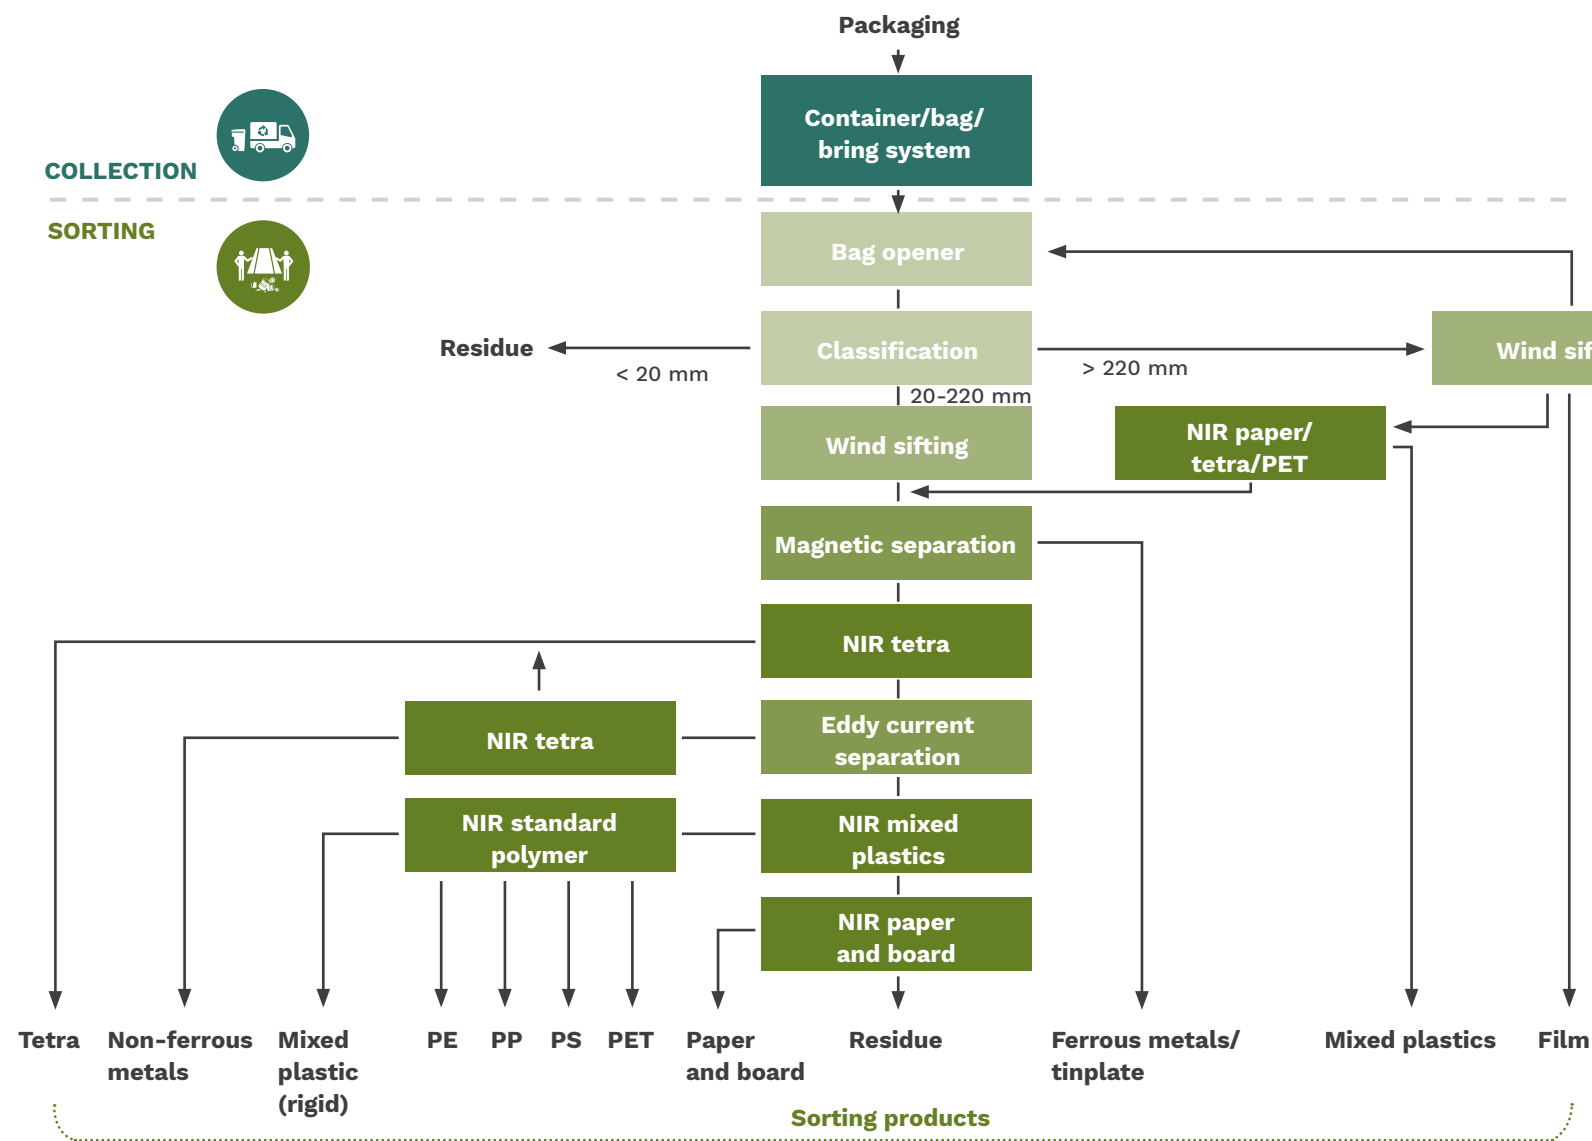 Packaging
Container/bag/
bring system
COLLECTION
SORTING
Bag opener
Residue
< 20 mm
Classification
> 220 mm
Wind sif
20-220 mm
Wind sifting
NIR paper/
tetra/PET
Magnetic separation
NIR tetra
NIR tetra
Eddy current
separation
NIR standard
polymer
NIR mixed
plastics
NIR paper
and board
Tetra
Non-ferrous
metals
Mixed
plastic
(rigid)
PE
PP
PS
PET
Paper
and board
Residue
Ferrous metals/
tinplate
Mixed plastics
Film
Sorting products